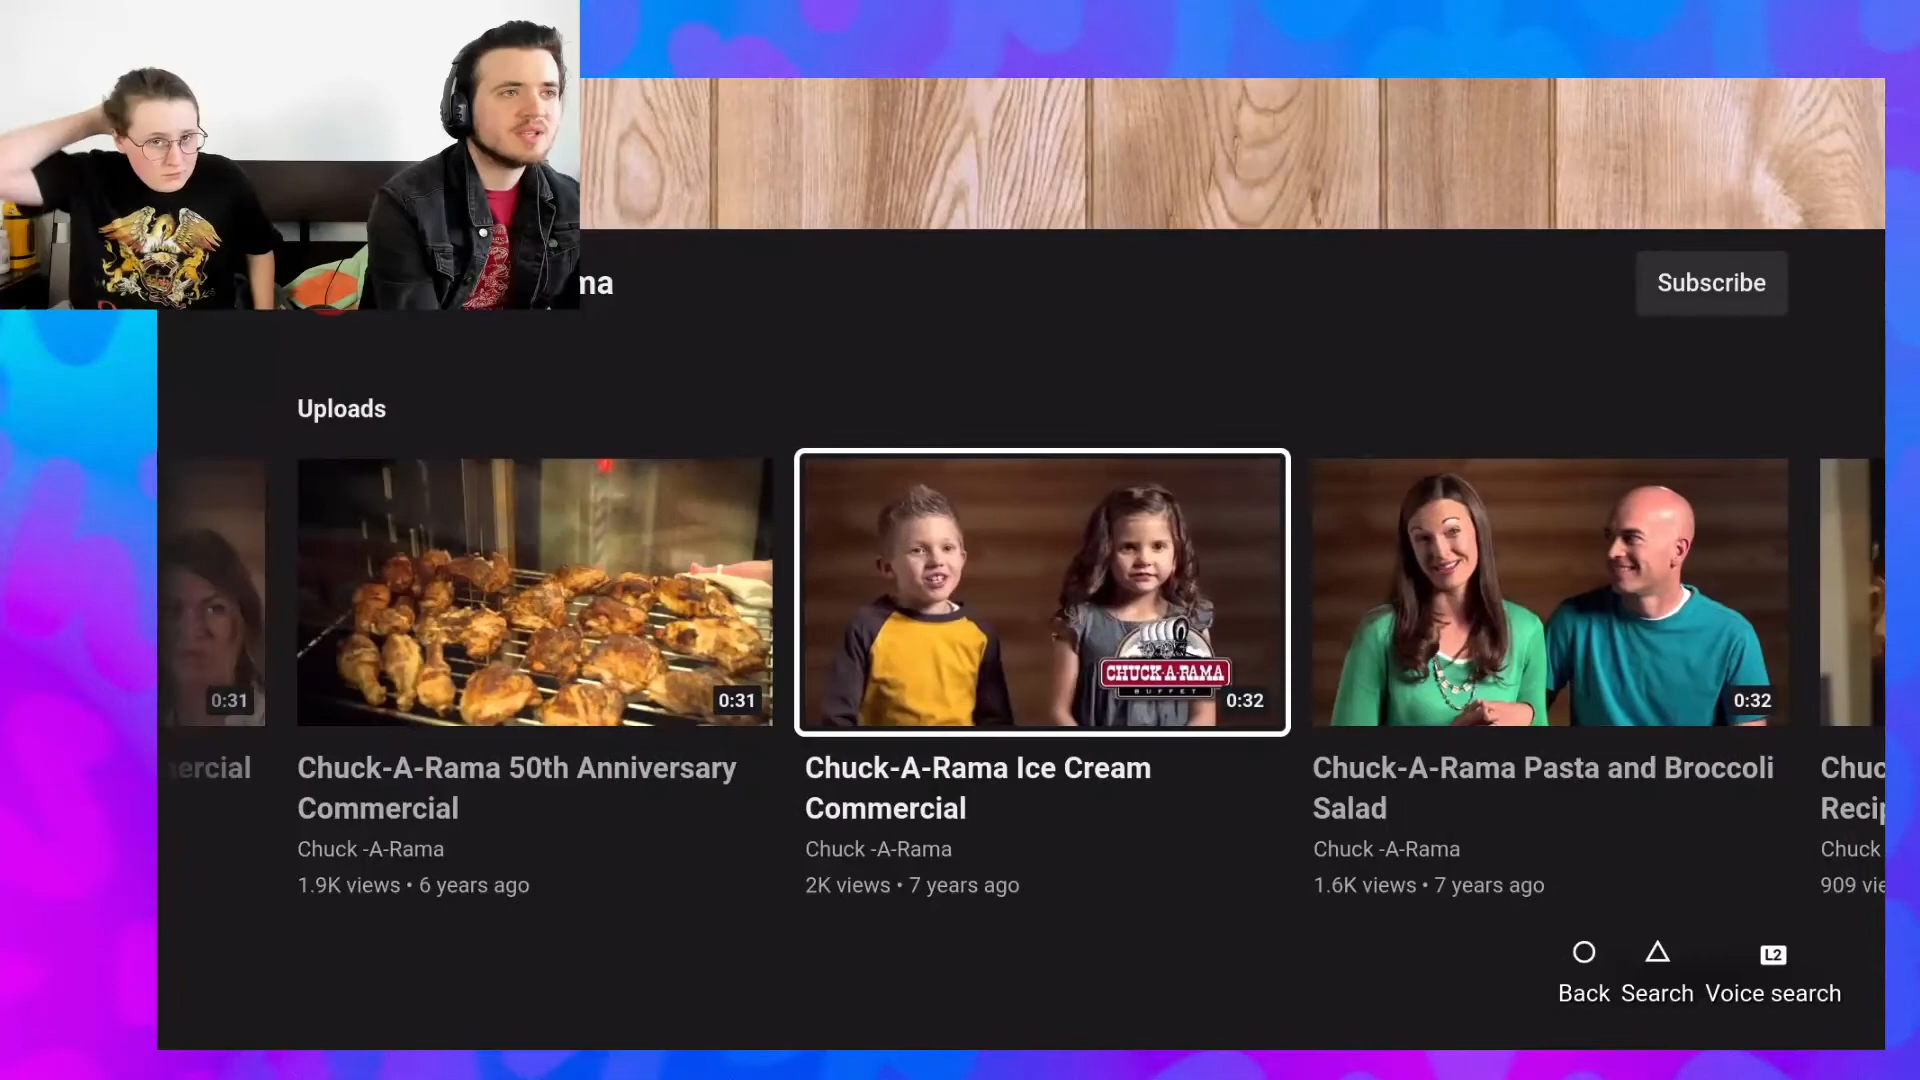 ma
Subscribe
Uploads
0:31
0:31
CHUCK-A-RAMA
BUFFET
0:32
0:32
ercial
Chuck-A-Rama 50th Anniversary
Commercial
Chuck -A-Rama
1.9K views • 6 years ago
Chuck-A-Rama Ice Cream
Commercial
Chuck -A-Rama
2K views • 7 years ago
Chuck-A-Rama Pasta and Broccoli
Salad
Chuck -A-Rama
1.6K views • 7 years ago
Chuc
Recip
Chuck
909 vie
L2
Back Search Voice search